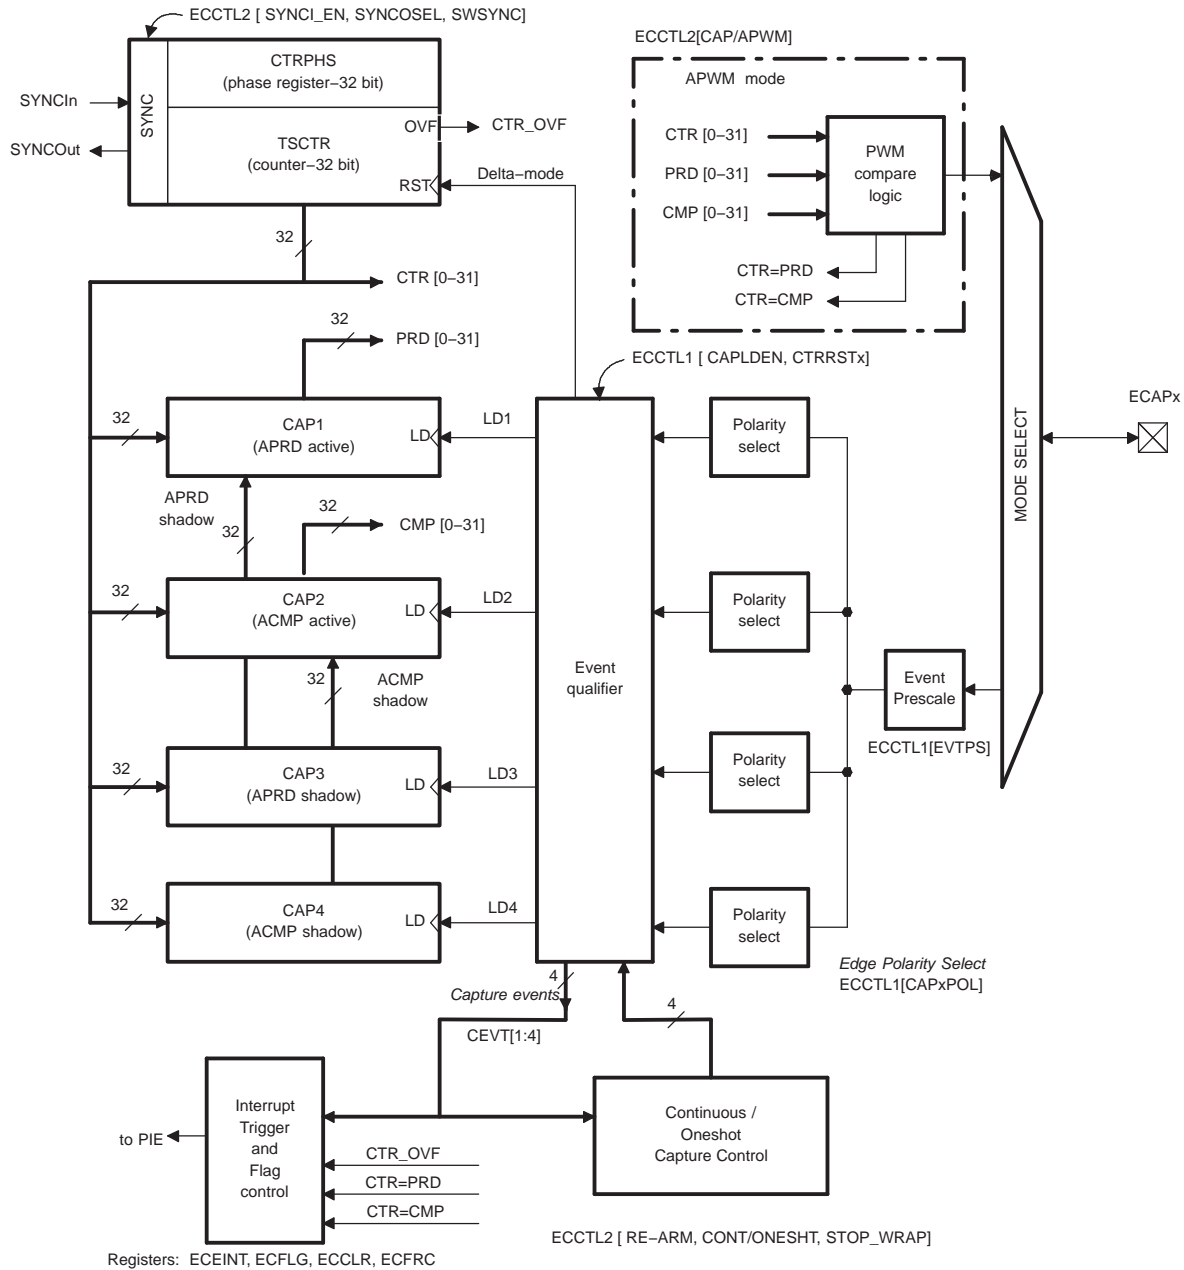 ECCTL2 [ SYNCI_EN, SYNCOSEL, SWSYNC]
ECCTL2[CAP/APWM]
CTRPHS
(phase register−32 bit)
SYNC
APWM mode
SYNCIn
OVF
CTR_OVF
CTR [0−31]
PWM
compare
logic
SYNCOut
TSCTR
(counter−32 bit)
RST
Delta−mode
PRD [0−31]
CMP [0−31]
32
CTR=PRD
CTR [0−31]
CTR=CMP
32
PRD [0−31]
ECCTL1 [ CAPLDEN, CTRRSTx]
ECAPx
MODE SELECT
32
CAP1
(APRD active)
LD
LD1
Polarity
select
APRD
shadow
32
32
CMP [0−31]
32
CAP2
(ACMP active)
LD
LD2
Polarity
select
Event
qualifier
32
ACMP
shadow
Event
Prescale
ECCTL1[EVTPS]
32
CAP3
(APRD shadow)
LD
LD3
Polarity
select
32
CAP4
(ACMP shadow)
LD
LD4
Polarity
select
Edge Polarity Select
ECCTL1[CAPxPOL]
4
Capture events
4
CEVT[1:4]
Interrupt
Trigger
and
Flag
control
to PIE
Continuous /
Oneshot
Capture Control
CTR_OVF
CTR=PRD
CTR=CMP
ECCTL2 [ RE−ARM, CONT/ONESHT, STOP_WRAP]
Registers: ECEINT, ECFLG, ECCLR, ECFRC